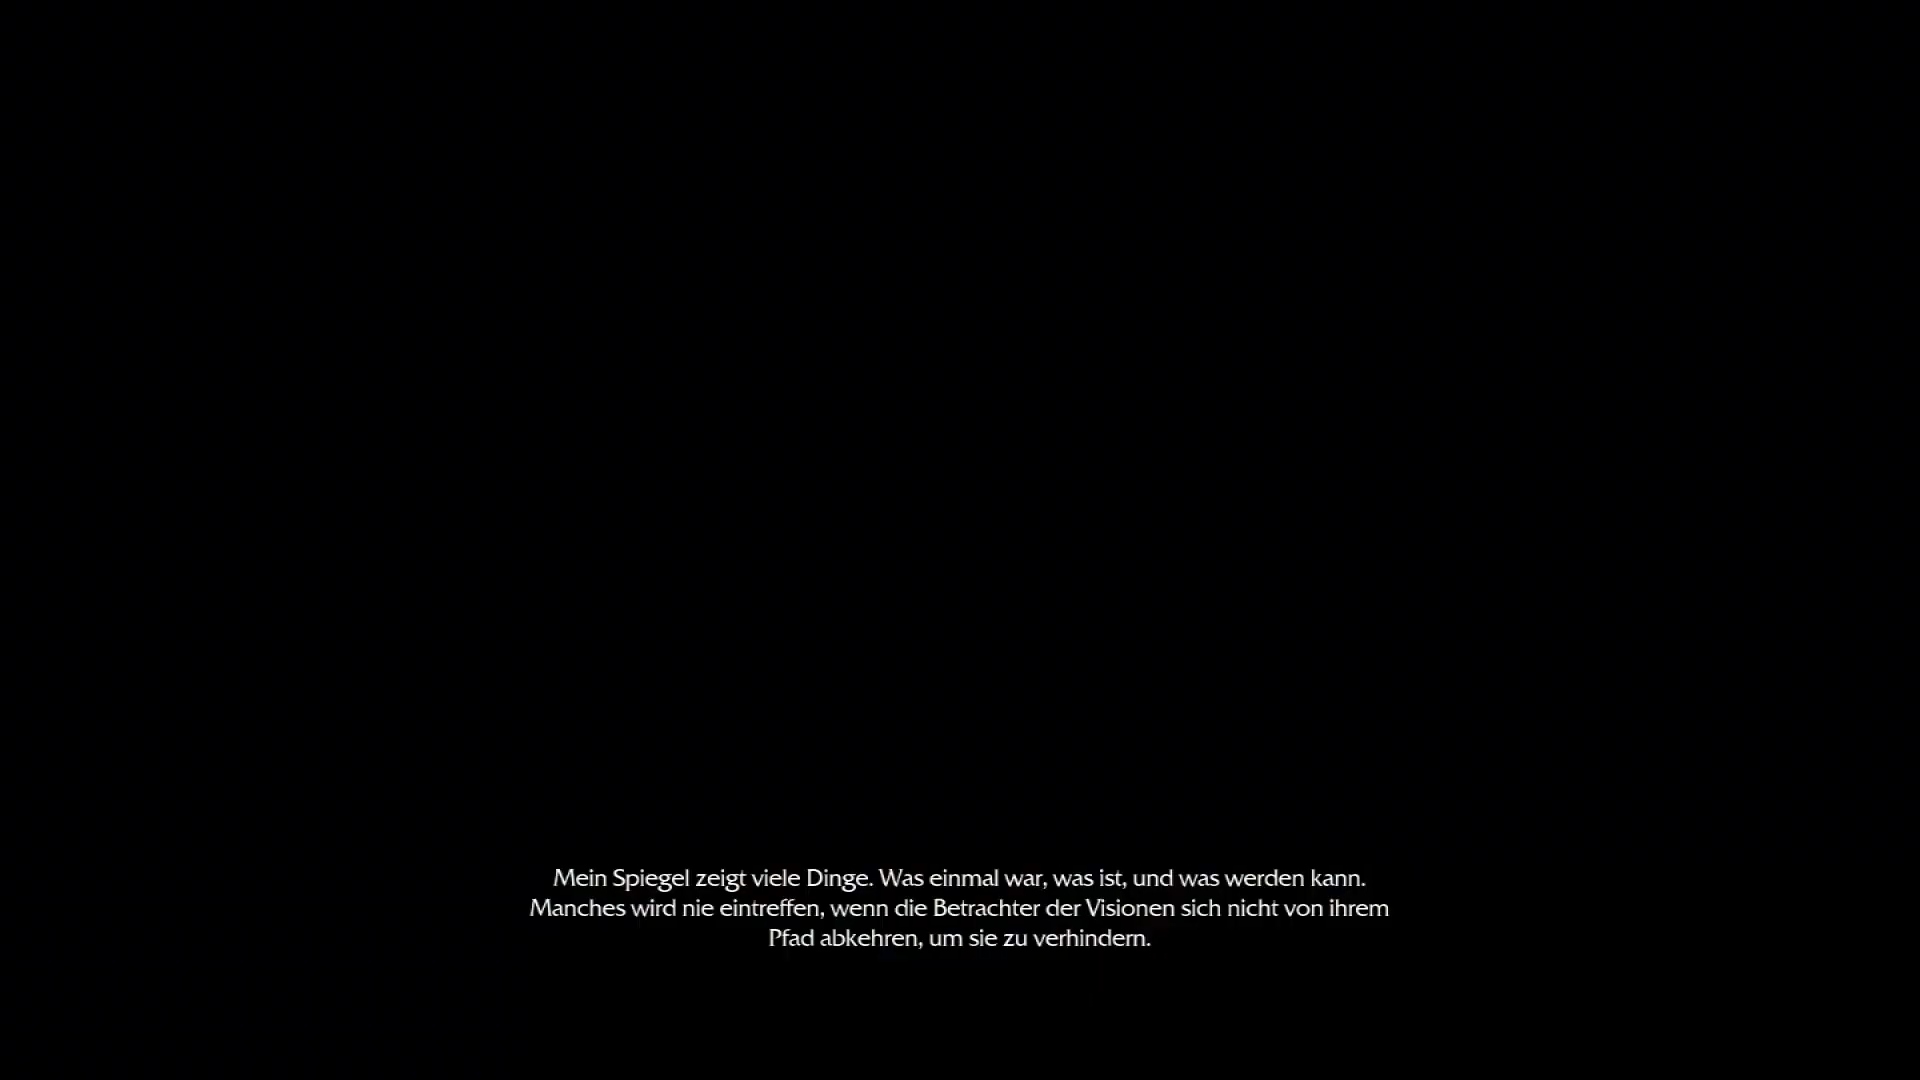 Mein Spiegel zeigt viele Dinge. Was einmal war, was ist, und was werden kann.
Manches wird nie eintreffen, wenn die Betrachter der Visionen sich nicht von ihrem
Pfad abkehren, um sie zu verhindern.